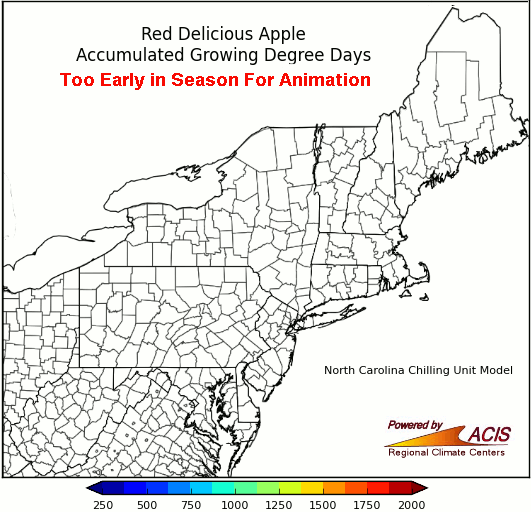 Red Delicious Apple
Accumulated Growing Degree Days
Too Early in Season For Animation
North Carolina Chilling Unit Model
Powered by
ACIS
Regional Climate Centers
250 500 750 1000 1250 1500 1750 2000